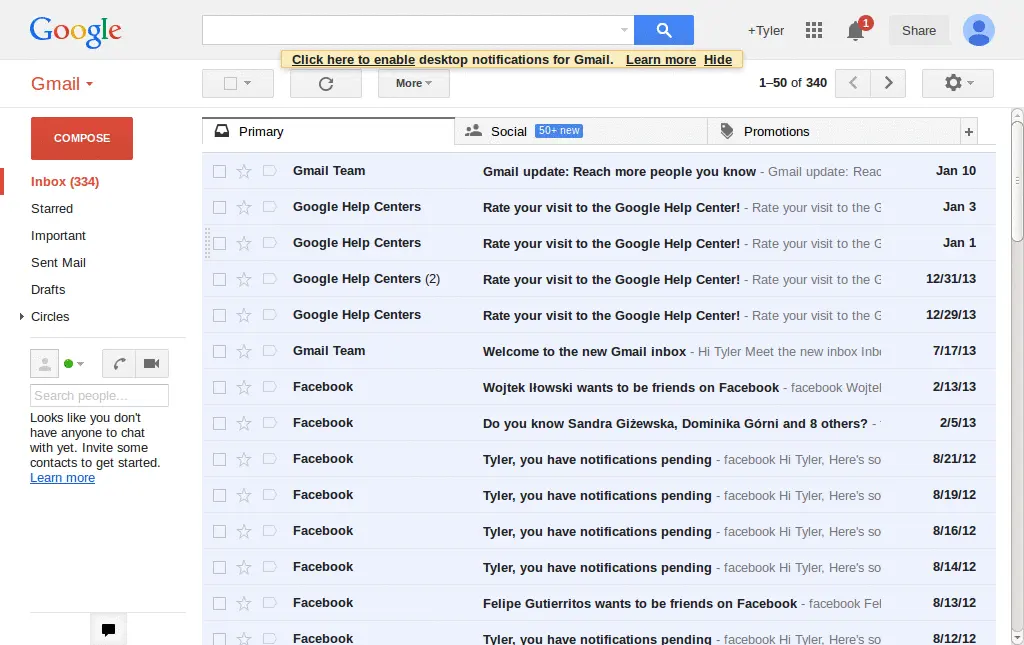 Google
+Tyler
1
Share
Click here to enable desktop notifications for Gmail. Learn more Hide
Gmail
More
1–50 of 340
COMPOSE
Inbox (334)
Starred
Important
Sent Mail
Drafts
Circles
Search people...
Looks like you don't
have anyone to chat
with yet. Invite some
contacts to get started.
Learn more
Primary
Social 50+ new
Promotions
+
Gmail Team Gmail update: Reach more people you know - Gmail update: Reac Jan 10
Google Help Centers Rate your visit to the Google Help Center! - Rate your visit to the G Jan 3
Google Help Centers Rate your visit to the Google Help Center! - Rate your visit to the G Jan 1
Google Help Centers (2) Rate your visit to the Google Help Center! - Rate your visit to the G 12/31/13
Google Help Centers Rate your visit to the Google Help Center! - Rate your visit to the G 12/29/13
Gmail Team Welcome to the new Gmail inbox - Hi Tyler Meet the new inbox Inb 7/17/13
Facebook Wojtek Iłowski wants to be friends on Facebook - facebook Wojtek 2/13/13
Facebook Do you know Sandra Giżewska, Dominika Górni and 8 others? - 2/5/13
Facebook Tyler, you have notifications pending - facebook Hi Tyler, Here's so 8/21/12
Facebook Tyler, you have notifications pending - facebook Hi Tyler, Here's so 8/19/12
Facebook Tyler, you have notifications pending - facebook Hi Tyler, Here's so 8/16/12
Facebook Tyler, you have notifications pending - facebook Hi Tyler, Here's so 8/14/12
Facebook Felipe Gutierritos wants to be friends on Facebook - facebook Fel 8/13/12
Facebook Tyler, you have notifications pending - facebook Hi Tyler, Here's so 8/12/12